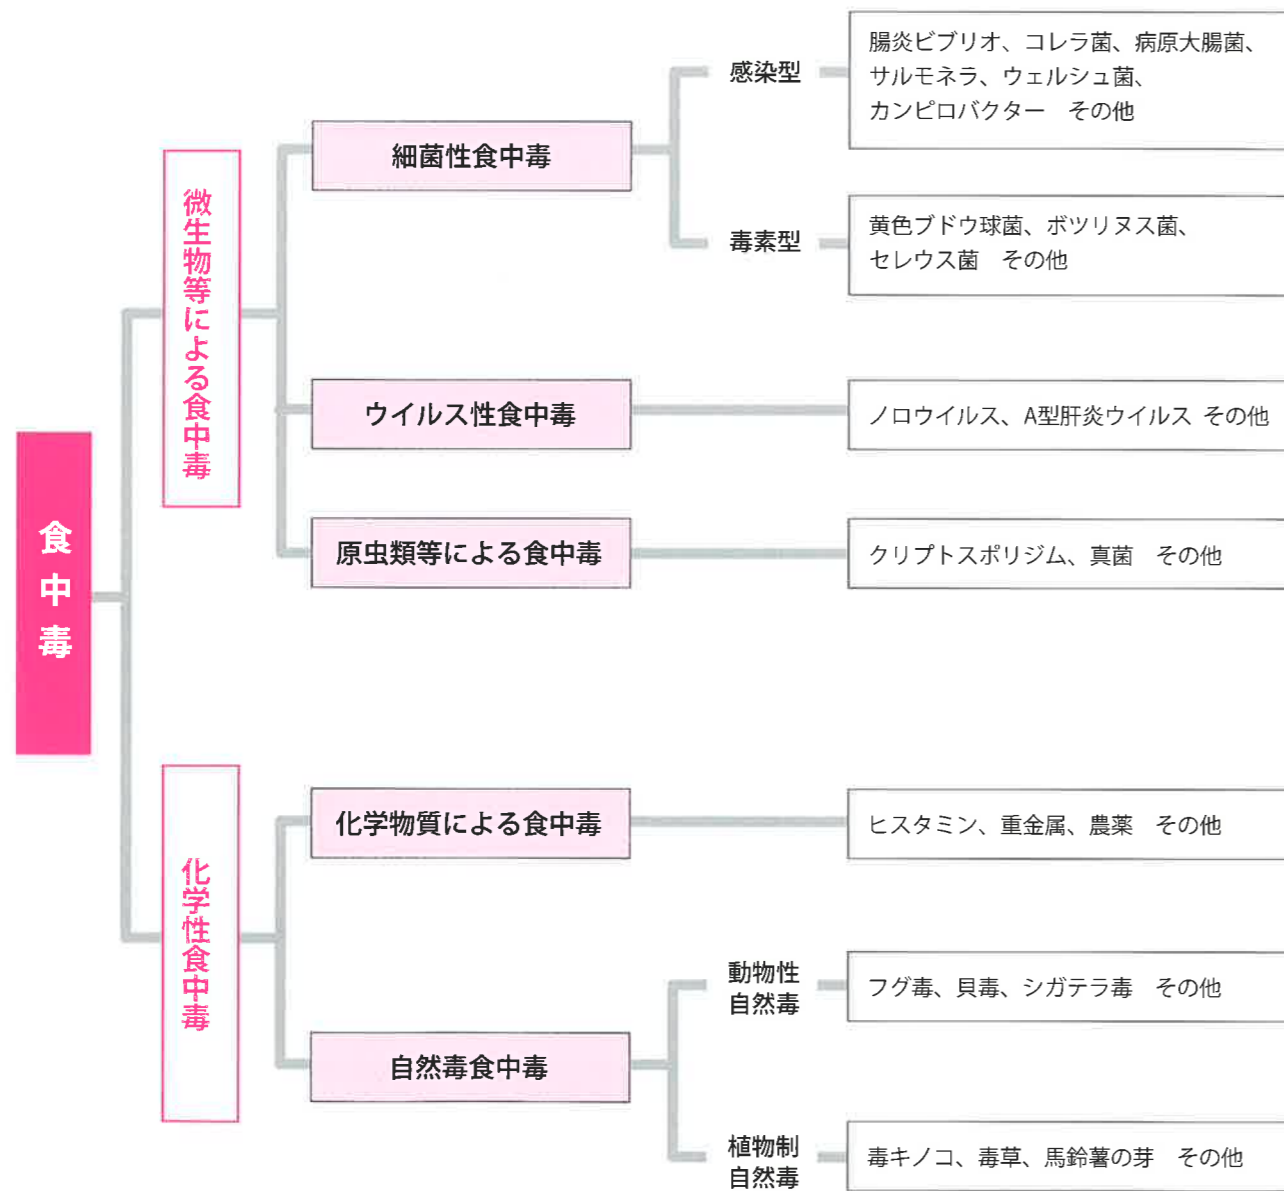 食中毒
微生物等による食中毒
細菌性食中毒
感染型
腸炎ビブリオ、コレラ菌、病原大腸菌、
サルモネラ、ウェルシュ菌、
カンピロバクター　その他
毒素型
黄色ブドウ球菌、ボツリヌス菌、
セレウス菌　その他
ウイルス性食中毒
ノロウイルス、A型肝炎ウイルス その他
原虫類等による食中毒
クリプトスポリジム、真菌　その他
化学性食中毒
化学物質による食中毒
ヒスタミン、重金属、農薬　その他
自然毒食中毒
動物性
自然毒
フグ毒、貝毒、シガテラ毒　その他
植物制
自然毒
毒キノコ、毒草、馬鈴薯の芽　その他